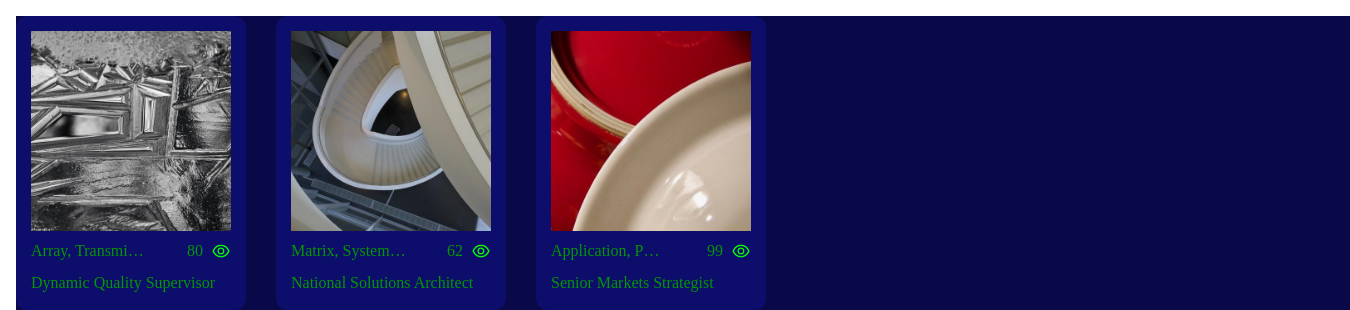 Array, Transmi… 80
Dynamic Quality Supervisor
Matrix, System… 62
National Solutions Architect
Application, P… 99
Senior Markets Strategist